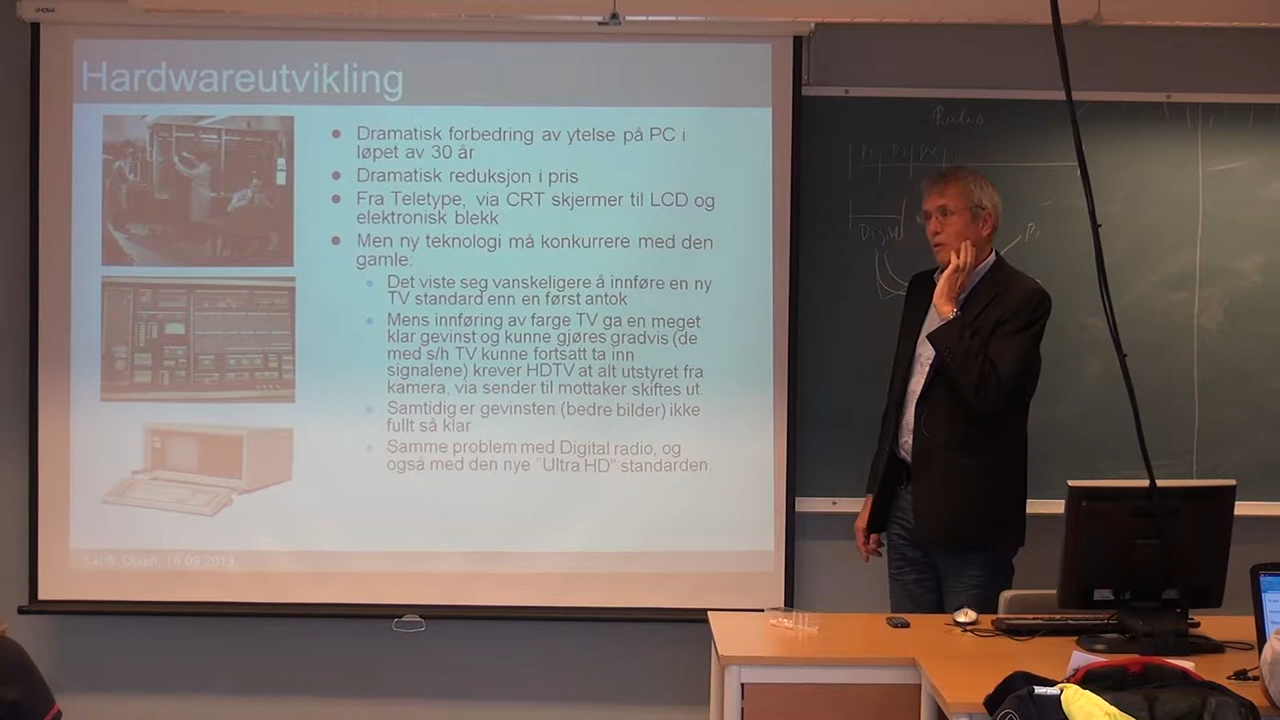 Hardwareutvikling
Dramatisk forbedring av ytelse på PC i
løpet av 30 år
Dramatisk reduksjon i pris
Fra Teletype, via CRT skjermer til LCD og
elektronisk blekk
Men ny teknologi må konkurrere med den
gamle:
Det viste seg vanskeligere å innføre en ny
TV standard enn en først antok
Mens innføring av farge TV ga en meget
klar gevinst og kunne gjøres gradvis (de
med s/h TV kunne fortsatt ta inn
signalene) krever HDTV at alt utstyret fra
kamera, via sender til mottaker skiftes ut.
Samtidig er gevinsten (bedre bilder) ikke
fullt så klar
Samme problem med Digital radio, og
også med den nye "Ultra HD" standarden
Olsen, 10.09.2013
Radio